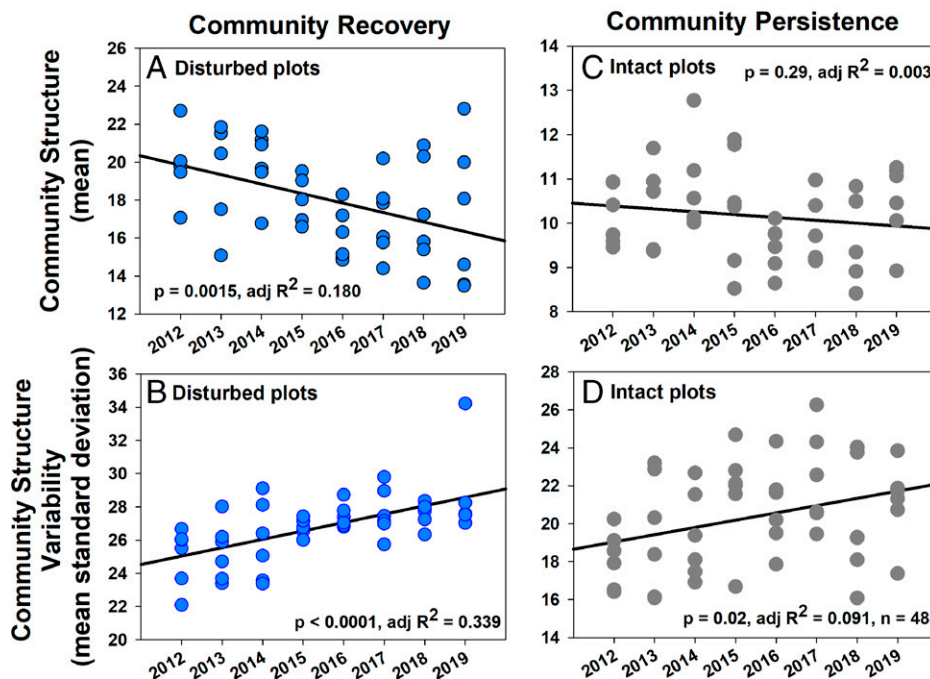 Community Recovery
Community Persistence
Community Structure
(mean)
A Disturbed plots
26
24
22
20
18
16
14
12
p = 0.0015, adj R² = 0.180
2012 2013 2014 2015 2016 2017 2018 2019
C Intact plots
p = 0.29, adj R² = 0.003
14
13
12
11
10
9
8
2012 2013 2014 2015 2016 2017 2018 2019
Community Structure
Variability
(mean standard deviation)
B Disturbed plots
36
34
32
30
28
26
24
22
20
p < 0.0001, adj R² = 0.339
2012 2013 2014 2015 2016 2017 2018 2019
D Intact plots
28
26
24
22
20
18
16
14
p = 0.02, adj R² = 0.091, n = 48
2012 2013 2014 2015 2016 2017 2018 2019